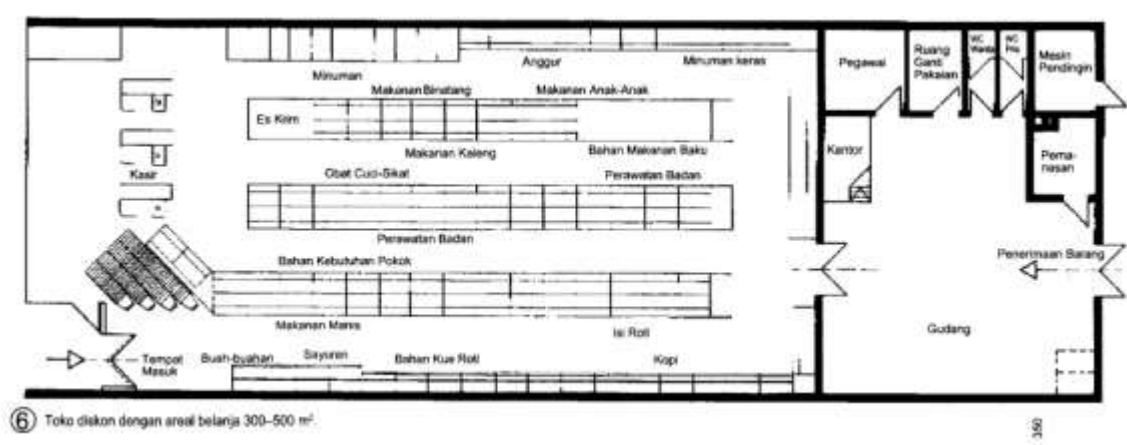 Anggur
Minuman keras
Minuman
Makanan Binatang
Makanan Anak-Anak
Es Krim
Makanan Kaleng
Bahan Makanan Baku
Kasir
Obat Cuci-Sikat
Perawatan Badan
Perawatan Badan
Bahan Kebutuhan Pokok
Makanan Manis
Isi Roti
Tempat
Masuk
Buah-buahan
Sayuran
Bahan Kue Roti
Kopi
Pegawai
Ruang
Ganti
Pakaian
WC
Wanita
WC
Pria
Mesin
Pendingin
Kantor
Pema-
nasan
Penerimaan Barang
Gudang
6 Toko diskon dengan areal belanja 300–500 m².
350